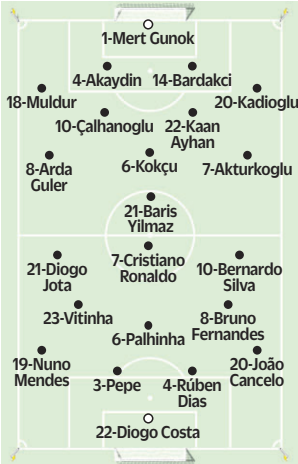 1-Mert Gunok
4-Akaydin 14-Bardakci
18-Muldur
20-Kadioglu
10-Çalhanoglu
22-Kaan
Ayhan
8-Arda
Guler
6-Kokçu
7-Akturkoglu
21-Baris
Yilmaz
21-Diogo
Jota
7-Cristiano
Ronaldo
10-Bernardo
Silva
23-Vitinha
6-Palhinha
8-Bruno
Fernandes
19-Nuno
Mendes
3-Pepe
4-Rúben
Dias
20-João
Cancelo
22-Diogo Costa